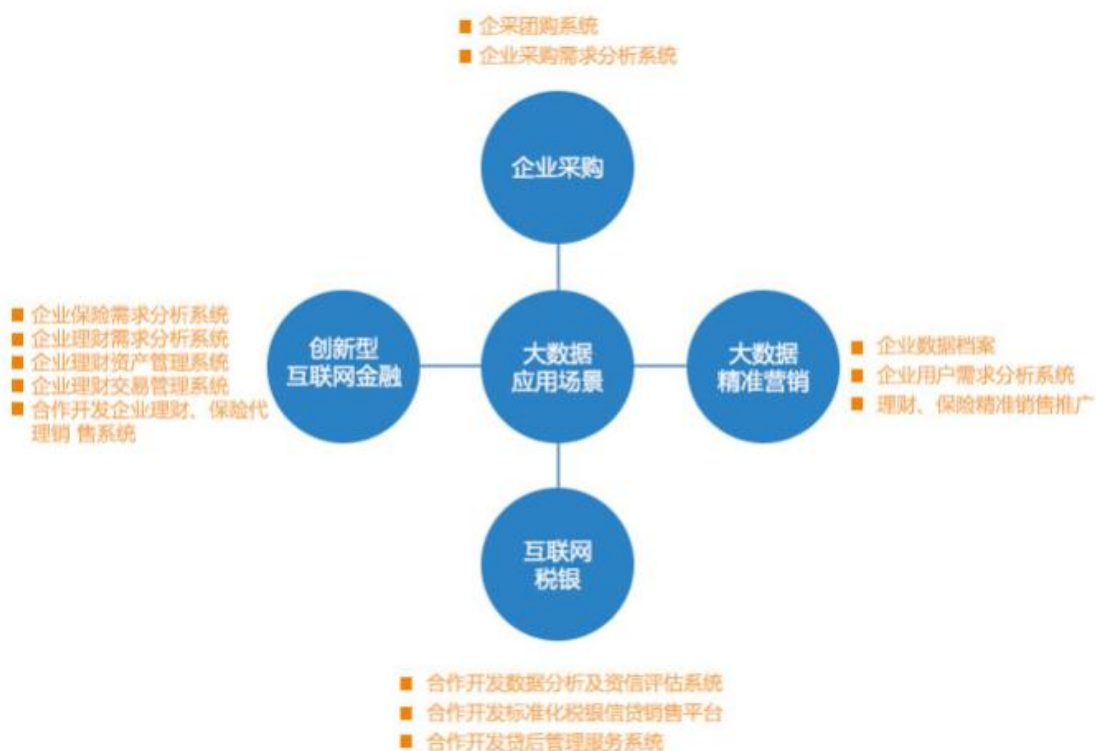 企采团购系统
企业采购需求分析系统
企业采购
企业保险需求分析系统
企业理财需求分析系统
企业理财资产管理系统
企业理财交易管理系统
合作开发企业理财、保险代
理销 售系统
创新型
互联网金融
大数据
应用场景
大数据
精准营销
企业数据档案
企业用户需求分析系统
理财、保险精准销售推广
互联网
税银
合作开发数据分析及资信评估系统
合作开发标准化税银信贷销售平台
合作开发贷后管理服务系统